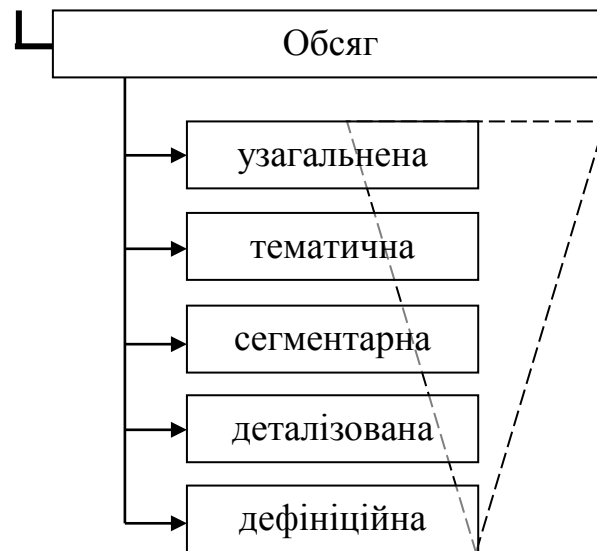 Обсяг
узагальнена
тематична
сегментарна
деталізована
дефініційна